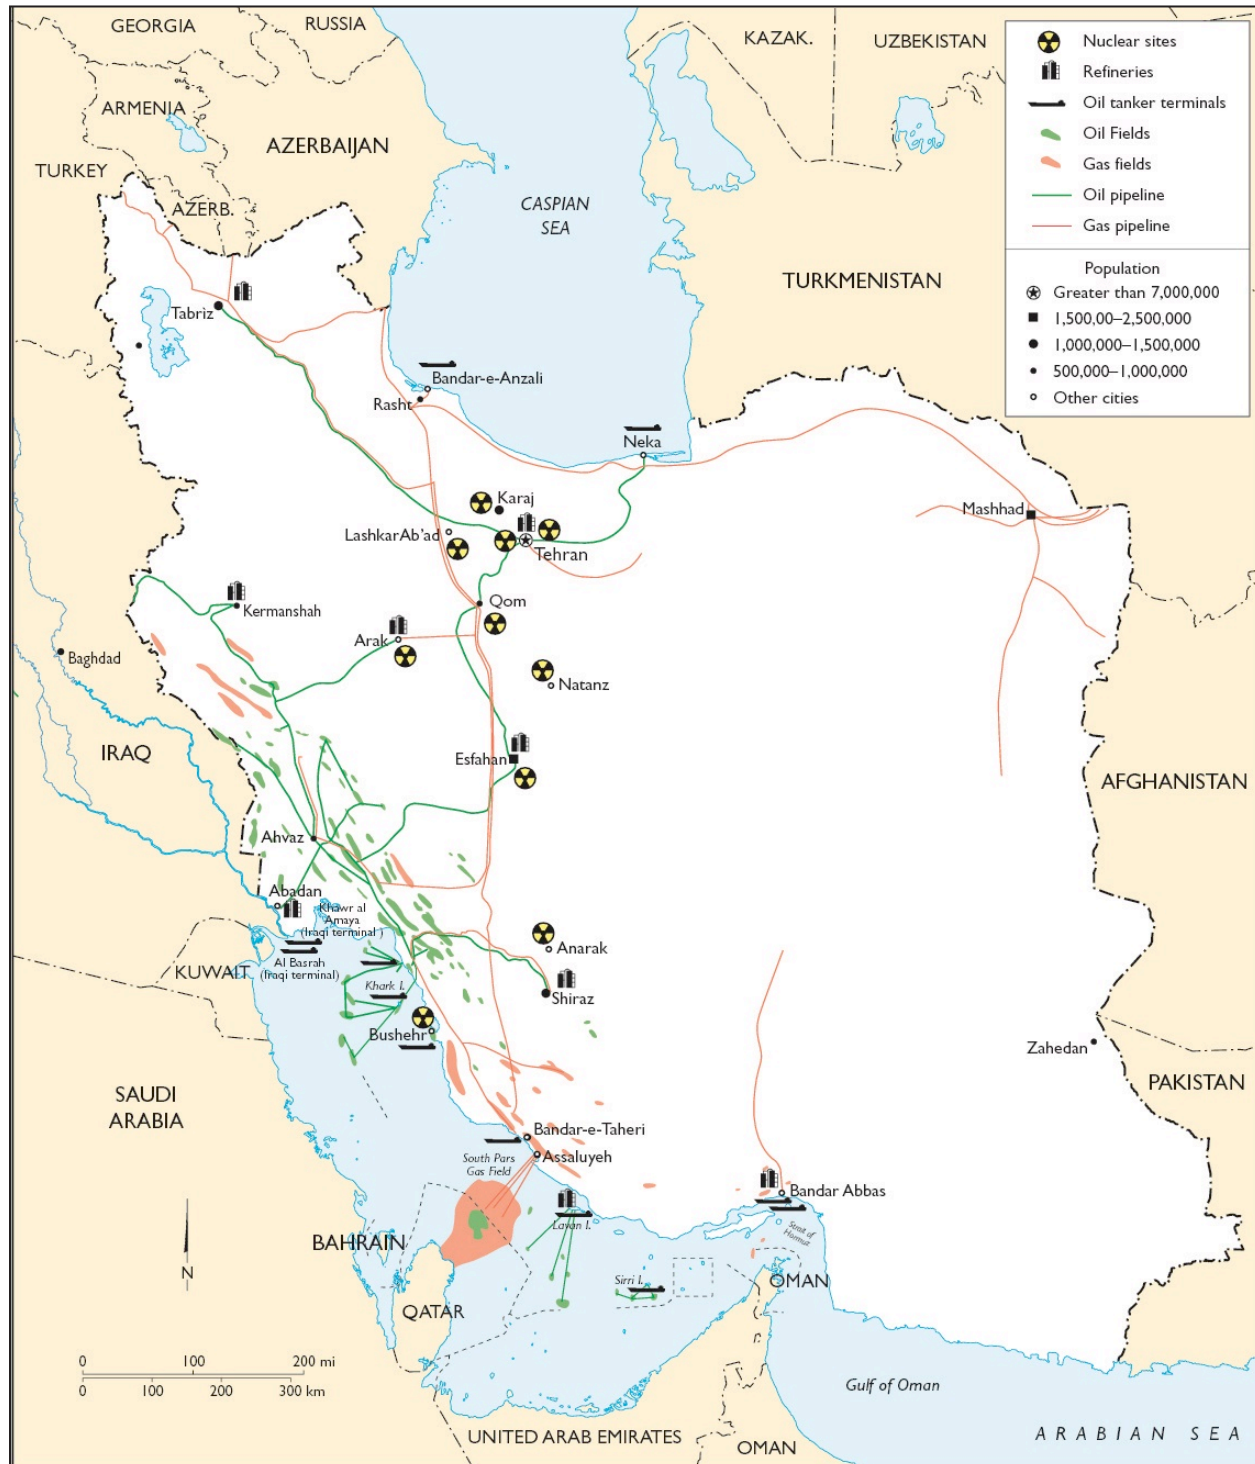 GEORGIA
RUSSIA
KAZAK.
UZBEKISTAN
ARMENIA
AZERBAIJAN
TURKEY
AZERB.
CASPIAN
SEA
TURKMENISTAN
Nuclear sites
Refineries
Oil tanker terminals
Oil Fields
Gas fields
Oil pipeline
Gas pipeline
Population
Greater than 7,000,000
1,500,00–2,500,000
1,000,000–1,500,000
500,000–1,000,000
Other cities
Tabriz
Bandar-e-Anzali
Rasht
Neka
Karaj
Mashhad
LashkarAb'ad
Tehran
Qom
Kermanshah
Arak
Baghdad
Natanz
IRAQ
Esfahan
AFGHANISTAN
Ahvaz
Abadan
Khawr al
Amaya
(Iraqi terminal )
Al Basrah
(Iraqi terminal)
KUWAIT
Anarak
Khark I.
Shiraz
Bushehr
Zahedan
PAKISTAN
SAUDI
ARABIA
Bandar-e-Taheri
Assaluyeh
South Pars
Gas Field
Bandar Abbas
Lavan I.
Strait of
Hormuz
BAHRAIN
N
Sirri I.
OMAN
QATAR
0 100 200 mi
0 100 200 300 km
Gulf of Oman
UNITED ARAB EMIRATES
OMAN
ARABIAN SEA